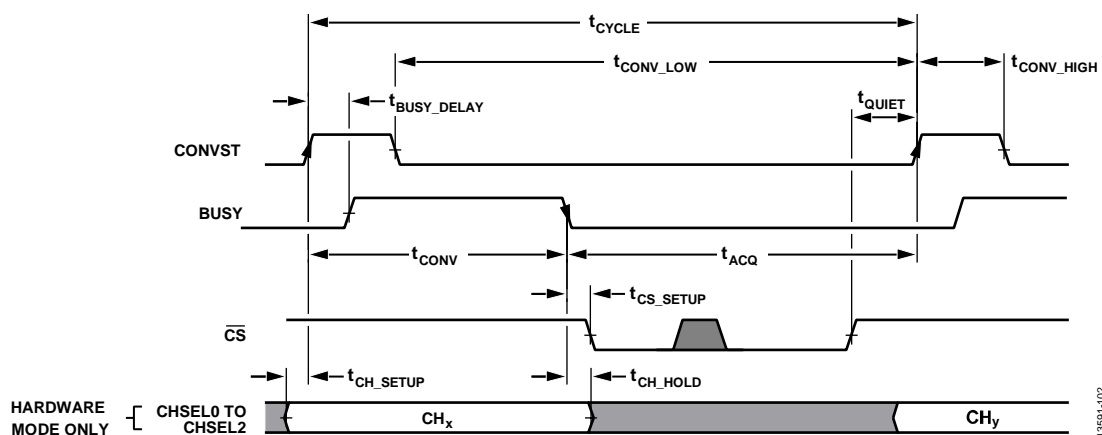 tCYCLE
tCONV_LOW
tCONV_HIGH
tBUSY_DELAY
tQUIET
CONVST
BUSY
tCONV
tACQ
tCS_SETUP
CS
tCH_SETUP
tCH_HOLD
HARDWARE
MODE ONLY
CHSEL0 TO
CHSEL2
CHx
CHy
13591-102